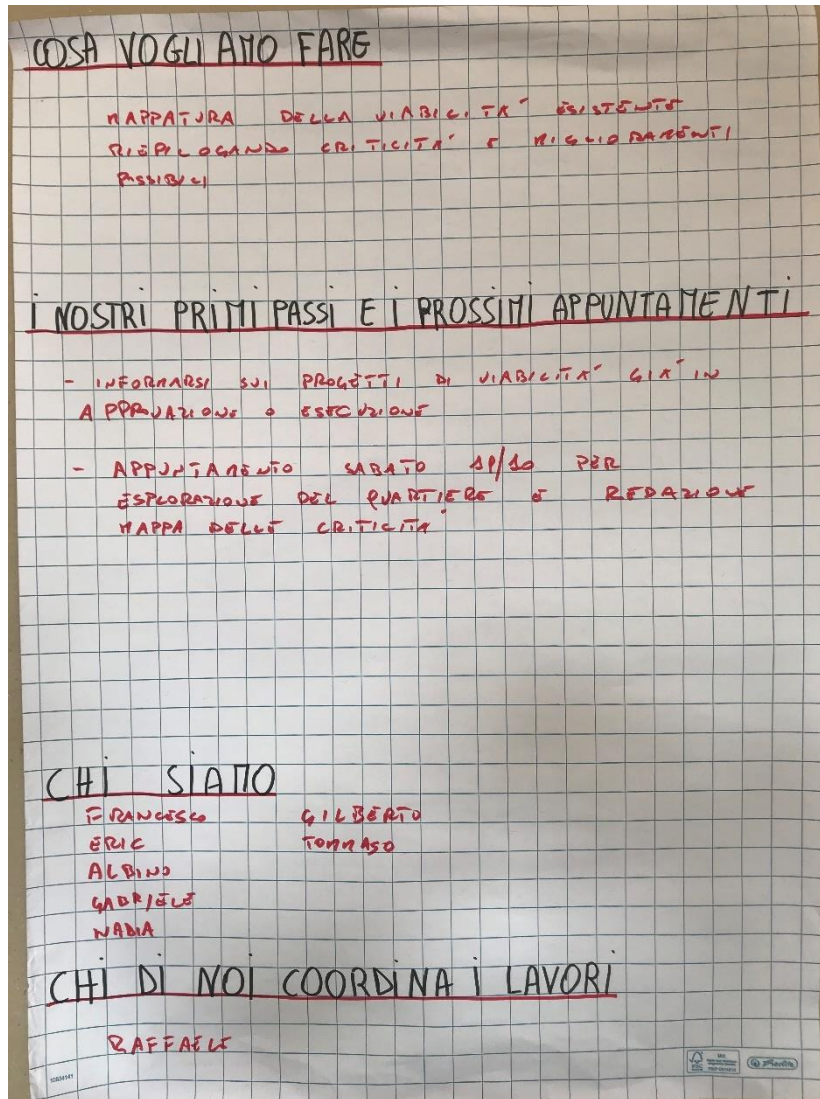 COSA VOGLIAMO FARE
MAPPATURA DELLA VIABILITA' ESISTENTE
RIEPILOGANDO CRITICITA' E MIGLIORAMENTI
POSSIBILI
I NOSTRI PRIMI PASSI E I PROSSIMI APPUNTAMENTI
- INFORMARSI SUI PROGETTI DI VIABILITA' GIA' IN
APPROVAZIONE O ESECUZIONE
- APPUNTAMENTO SABATO PER
ESPLORAZIONE DEL QUARTIERE E REDAZIONE
MAPPA DELLE CRITICITA'
CHI SIAMO
FRANCESCO GILBERTO
ERIC TOMMASO
ALBINO
GABRIELE
NADIA
CHI DI NOI COORDINA I LAVORI
RAFFAELE